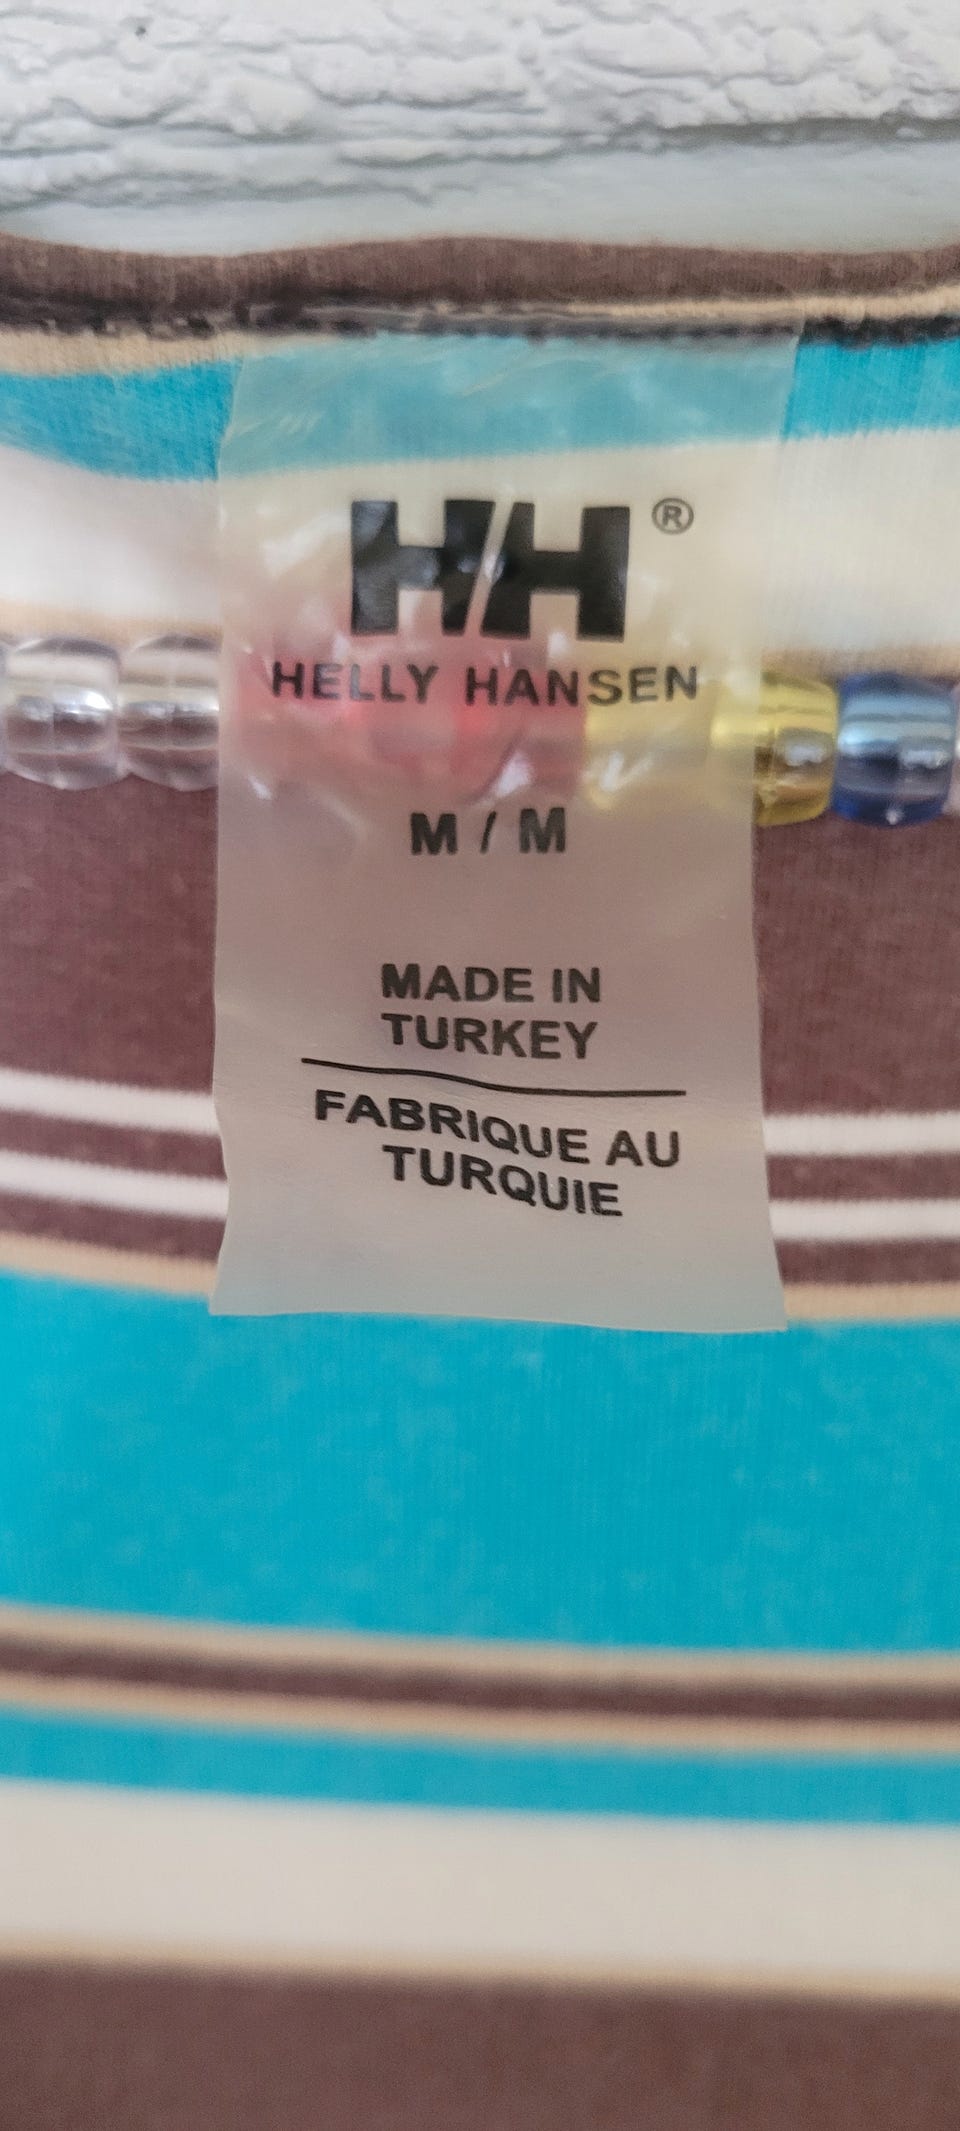 HH®
HELLY HANSEN
M / M
MADE IN
TURKEY
FABRIQUE AU
TURQUIE